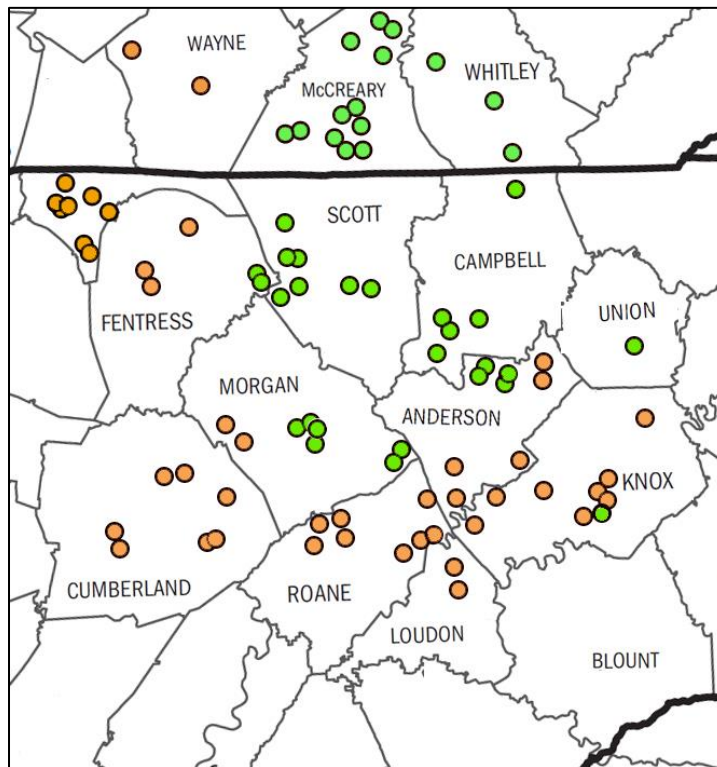 WAYNE
WHITLEY
McCREARY
SCOTT
CAMPBELL
UNION
FENTRESS
MORGAN
ANDERSON
KNOX
CUMBERLAND
ROANE
LOUDON
BLOUNT